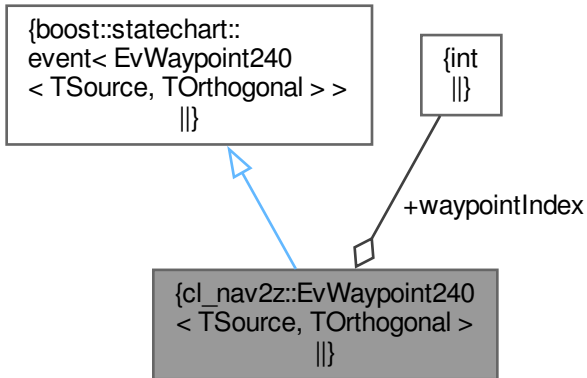 {boost::statechart::
event< EvWaypoint240
< TSource, TOrthogonal > >
||}
{int
||}
+waypointIndex
{cl_nav2z::EvWaypoint240
< TSource, TOrthogonal >
||}